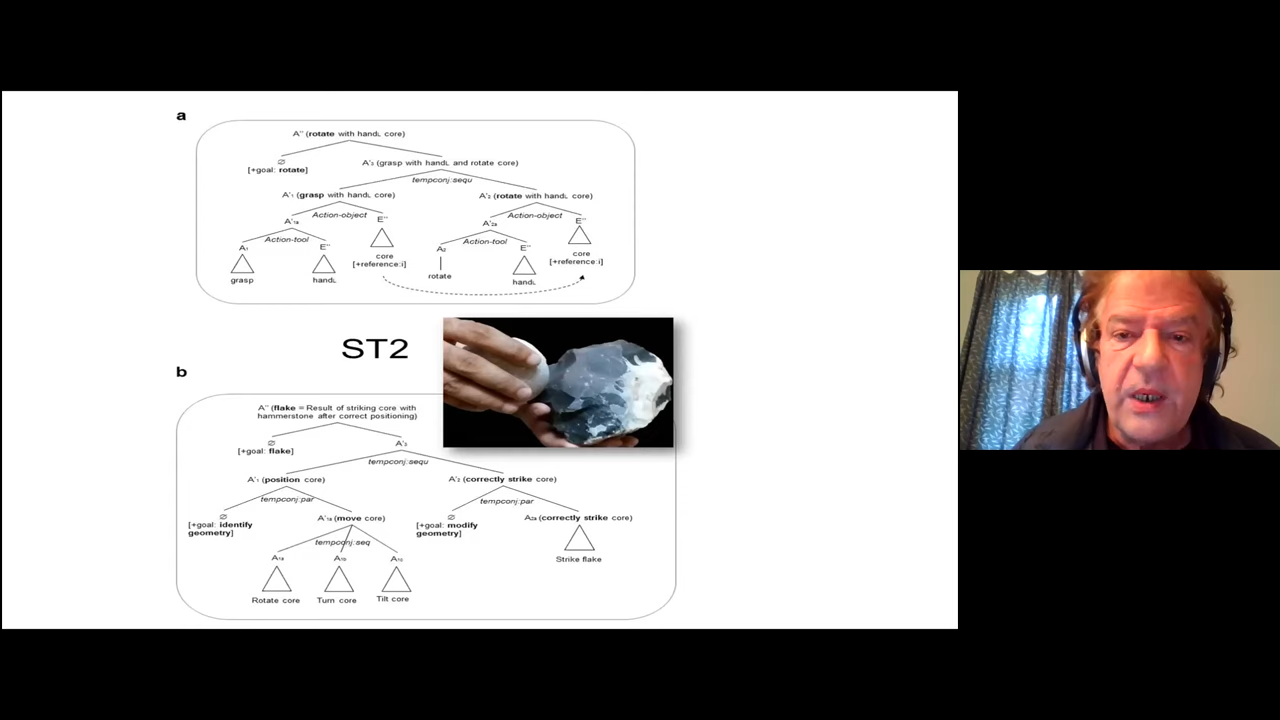 a
A'' (rotate with handL core)
∅
[+goal: rotate]
A'3 (grasp with handL and rotate core)
tempconj:sequ
A'1 (grasp with handL core)
A'2 (rotate with handL core)
Action-object
Action-object
A'1a
E''
A'2a
E''
Action-tool
Action-tool
A1
E''
core
[+reference:i]
A2
E''
core
[+reference:i]
grasp
handL
rotate
handL
ST2
b
A'' (flake = Result of striking core with
hammerstone after correct positioning)
∅
[+goal: flake]
A'3
tempconj:sequ
A'1 (position core)
A'2 (correctly strike core)
tempconj:par
tempconj:par
∅
[+goal: identify
geometry]
A'1a (move core)
∅
[+goal: modify
geometry]
A2a (correctly strike core)
tempconj:seq
A1a
A1b
A1c
Strike flake
Rotate core
Turn core
Tilt core